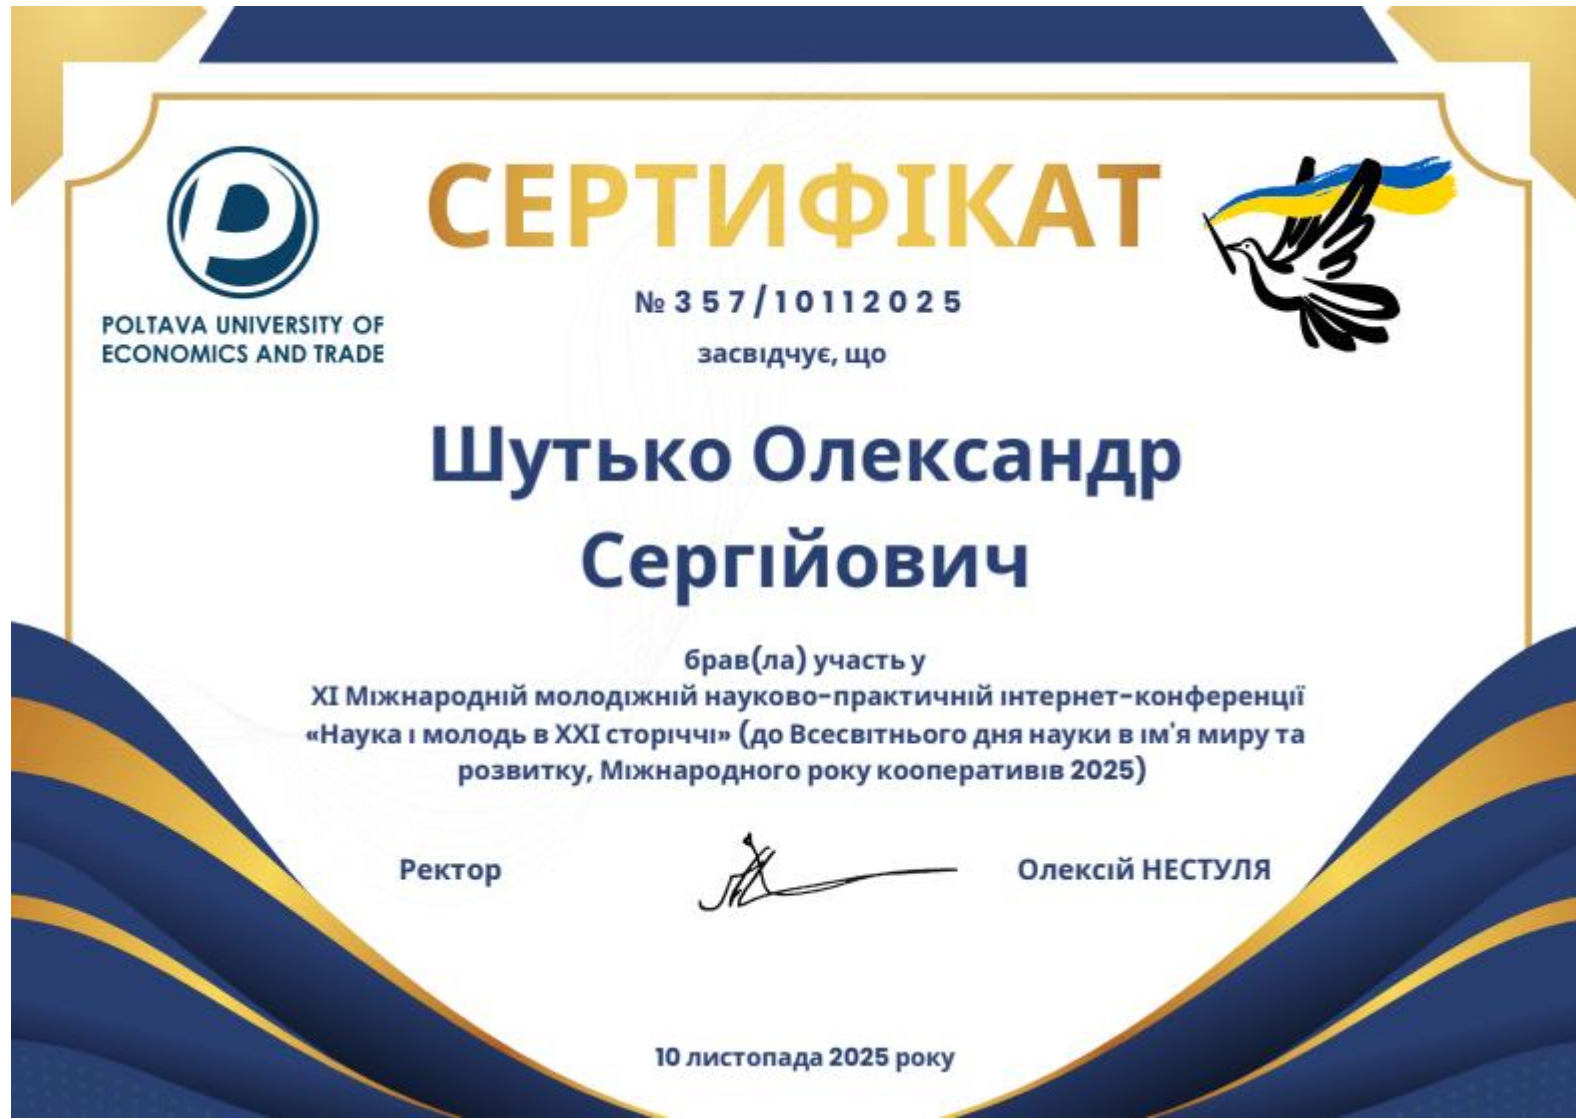 СЕРТИФІКАТ
POLTAVA UNIVERSITY OF
ECONOMICS AND TRADE
№ 357/10112025
засвідчує, що
Шутько Олександр
Сергійович
брав(ла) участь у
XI Міжнародній молодіжній науково-практичній інтернет-конференції
«Наука і молодь в XXI сторіччі» (до Всесвітнього дня науки в ім'я миру та
розвитку, Міжнародного року кооперативів 2025)
Ректор
Олексій НЕСТУЛЯ
10 листопада 2025 року